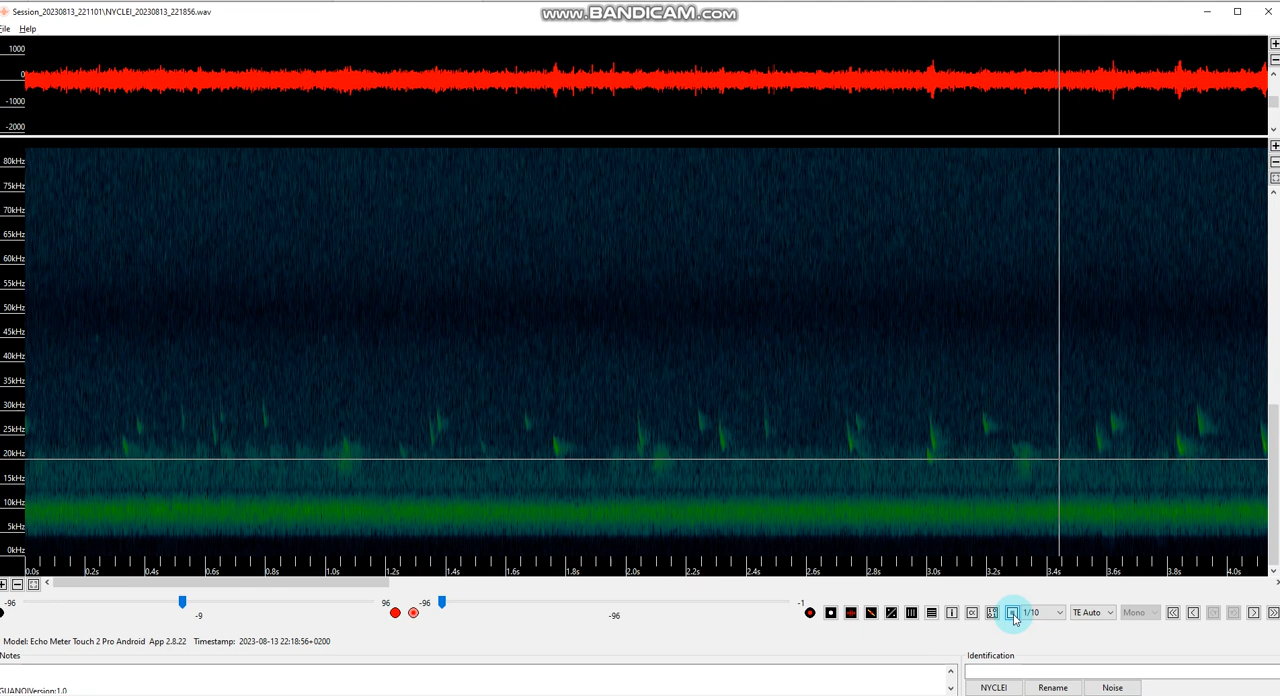 Session_20230813_221101\NYCLEI_20230813_221856.wav
www.BANDICAM.com
File Help
1000
0
-1000
-2000
80kHz
75kHz
70kHz
65kHz
60kHz
55kHz
50kHz
45kHz
40kHz
35kHz
30kHz
25kHz
20kHz
15kHz
10kHz
5kHz
0kHz
0.0s 0.2s 0.4s 0.6s 0.8s 1.0s 1.2s 1.4s 1.6s 1.8s 2.0s 2.2s 2.4s 2.6s 2.8s 3.0s 3.2s 3.4s 3.6s 3.8s 4.0s
-96 96 -96 -1
-9 -96
1/10 TE Auto Mono
Model: Echo Meter Touch 2 Pro Android App 2.8.22 Timestamp: 2023-08-13 22:18:56+0200
Notes Identification
GUANO|Version:1.0
NYCLEI Rename Noise